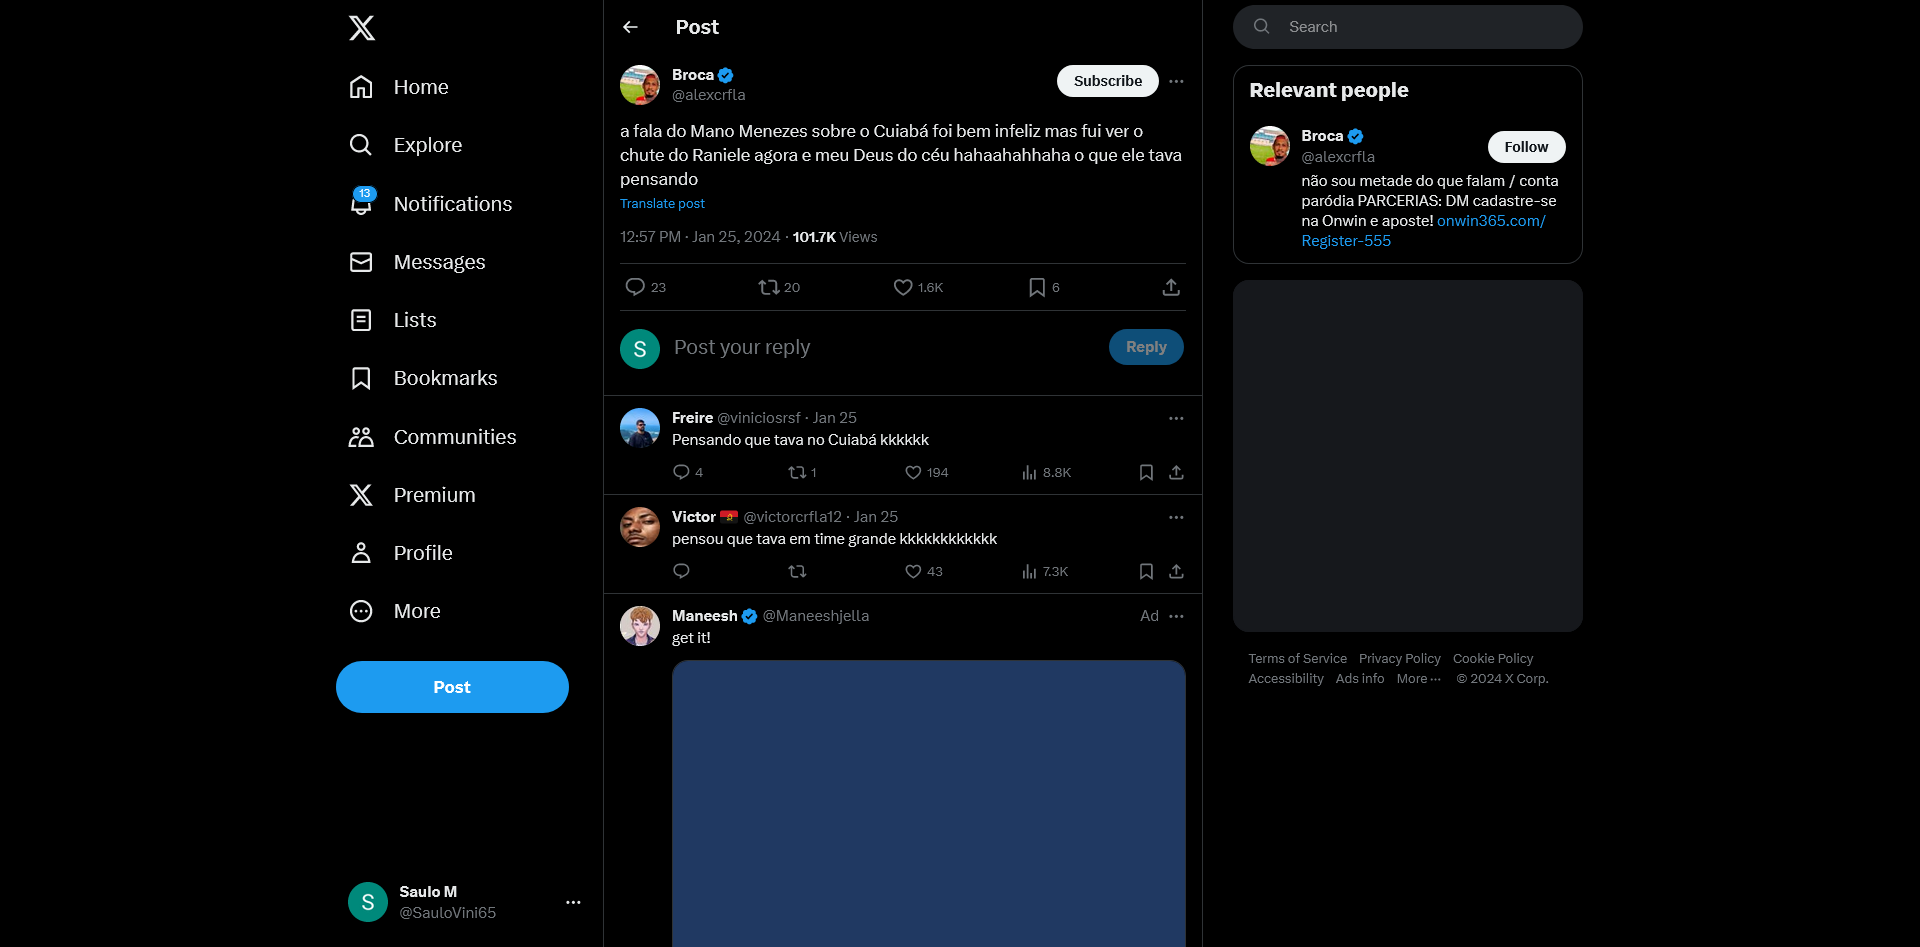 Home
Explore
13
Notifications
Messages
Lists
Bookmarks
Communities
Premium
Profile
More
Post
S
Saulo M
@SauloVini65
Post
Broca
@alexcrfla
Subscribe
a fala do Mano Menezes sobre o Cuiabá foi bem infeliz mas fui ver o
chute do Raniele agora e meu Deus do céu hahaahahhaha o que ele tava
pensando
Translate post
12:57 PM · Jan 25, 2024 · 101.7K Views
23 20 1.6K 6
S
Post your reply
Reply
Freire @viniciosrsf · Jan 25
Pensando que tava no Cuiabá kkkkkk
4 1 194 8.8K
Victor @victorcrfla12 · Jan 25
pensou que tava em time grande kkkkkkkkkkkk
43 7.3K
Maneesh @Maneeshjella Ad
get it!
Search
Relevant people
Broca
@alexcrfla
Follow
não sou metade do que falam / conta
paródia PARCERIAS: DM cadastre-se
na Onwin e aposte! onwin365.com/
Register-555
Terms of Service Privacy Policy Cookie Policy
Accessibility Ads info More ··· © 2024 X Corp.